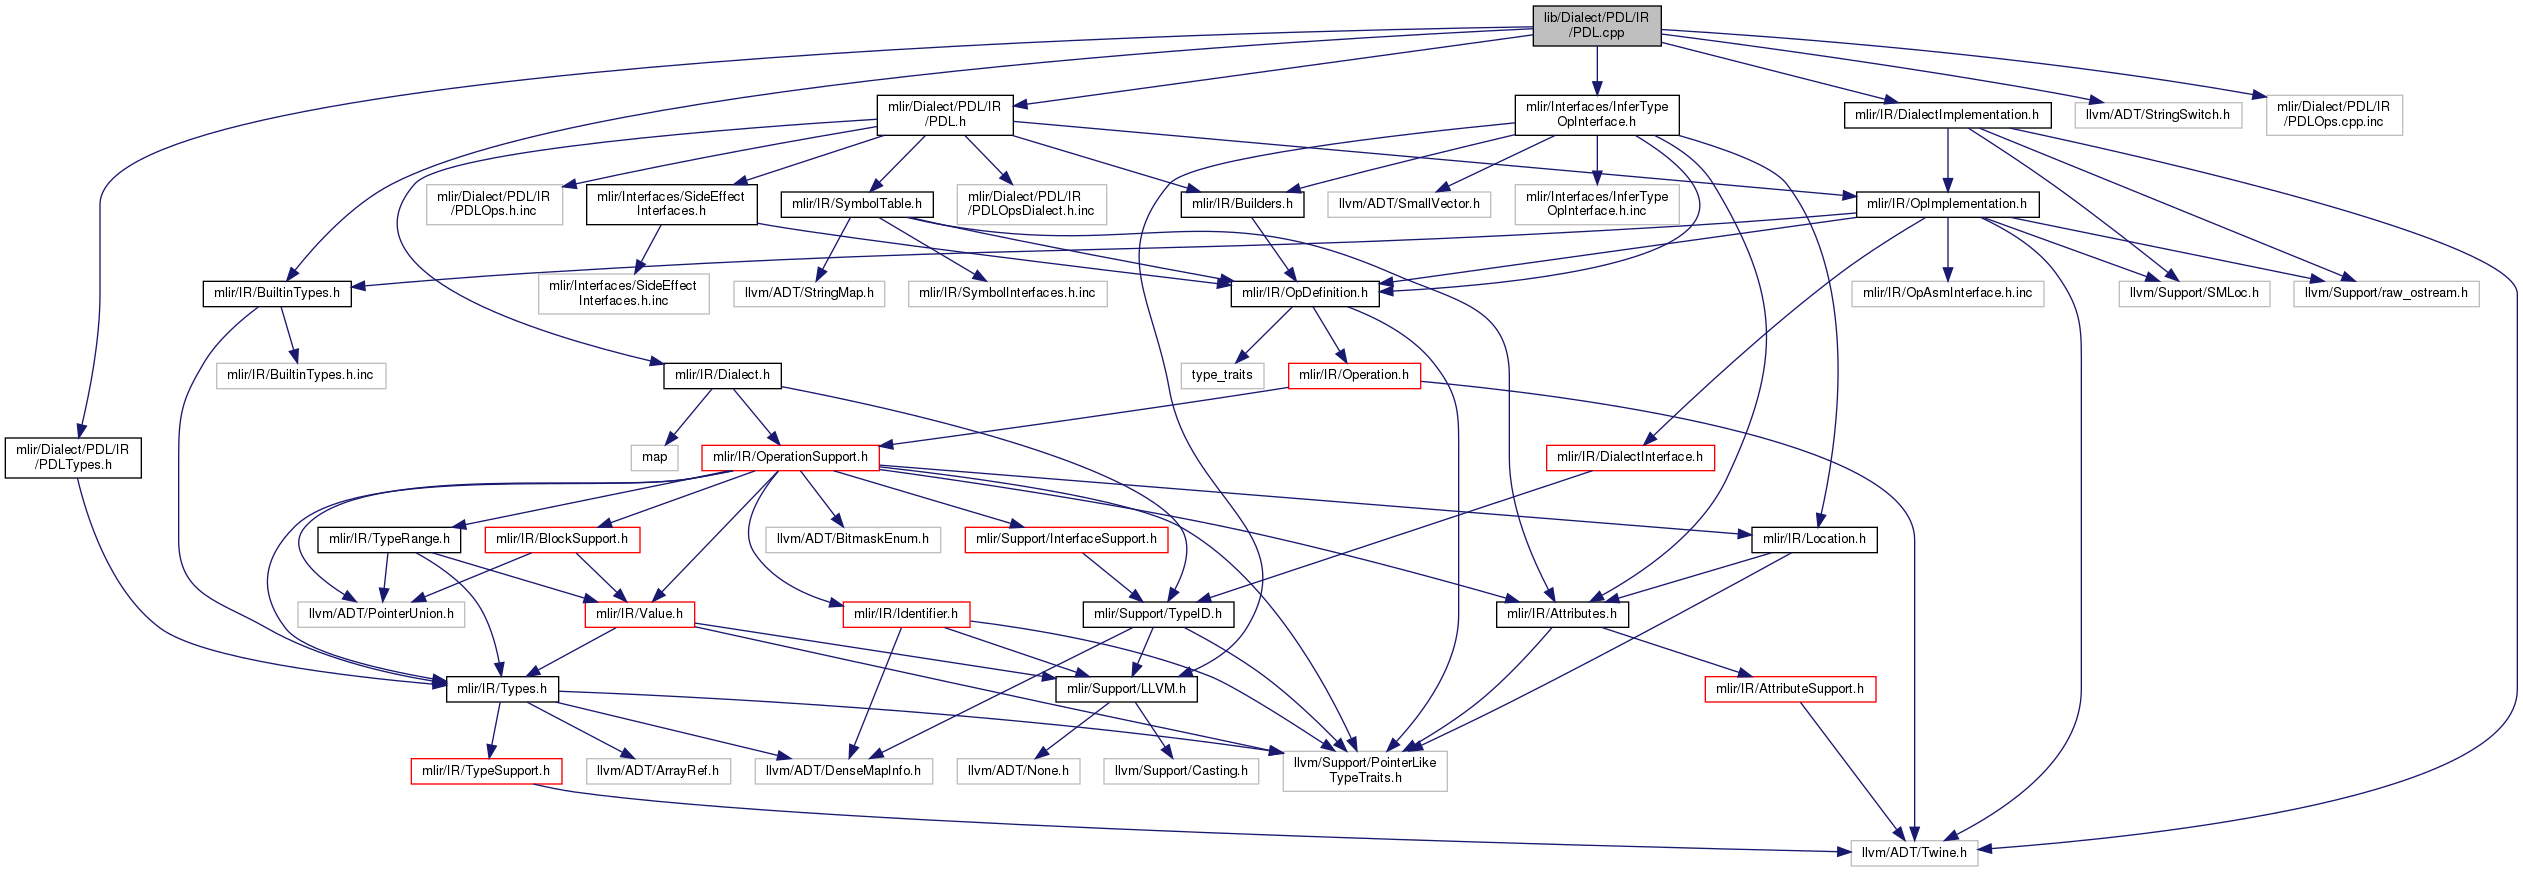 lib/Dialect/PDL/IR
/PDL.cpp
mlir/Dialect/PDL/IR
/PDL.h
mlir/Interfaces/InferType
OpInterface.h
mlir/IR/DialectImplementation.h
llvm/ADT/StringSwitch.h
mlir/Dialect/PDL/IR
/PDLOps.cpp.inc
mlir/Dialect/PDL/IR
/PDLOps.h.inc
mlir/Interfaces/SideEffect
Interfaces.h
mlir/IR/SymbolTable.h
mlir/Dialect/PDL/IR
/PDLOpsDialect.h.inc
mlir/IR/Builders.h
llvm/ADT/SmallVector.h
mlir/Interfaces/InferType
OpInterface.h.inc
mlir/IR/OpImplementation.h
mlir/IR/BuiltinTypes.h
mlir/Interfaces/SideEffect
Interfaces.h.inc
llvm/ADT/StringMap.h
mlir/IR/SymbolInterfaces.h.inc
mlir/IR/OpDefinition.h
mlir/IR/OpAsmInterface.h.inc
llvm/Support/SMLoc.h
llvm/Support/raw_ostream.h
mlir/IR/BuiltinTypes.h.inc
mlir/IR/Dialect.h
type_traits
mlir/IR/Operation.h
mlir/Dialect/PDL/IR
/PDLTypes.h
map
mlir/IR/OperationSupport.h
mlir/IR/DialectInterface.h
mlir/IR/TypeRange.h
mlir/IR/BlockSupport.h
llvm/ADT/BitmaskEnum.h
mlir/Support/InterfaceSupport.h
mlir/IR/Location.h
llvm/ADT/PointerUnion.h
mlir/IR/Value.h
mlir/IR/Identifier.h
mlir/Support/TypeID.h
mlir/IR/Attributes.h
mlir/IR/Types.h
mlir/Support/LLVM.h
mlir/IR/AttributeSupport.h
mlir/IR/TypeSupport.h
llvm/ADT/ArrayRef.h
llvm/ADT/DenseMapInfo.h
llvm/ADT/None.h
llvm/Support/Casting.h
llvm/Support/PointerLike
TypeTraits.h
llvm/ADT/Twine.h